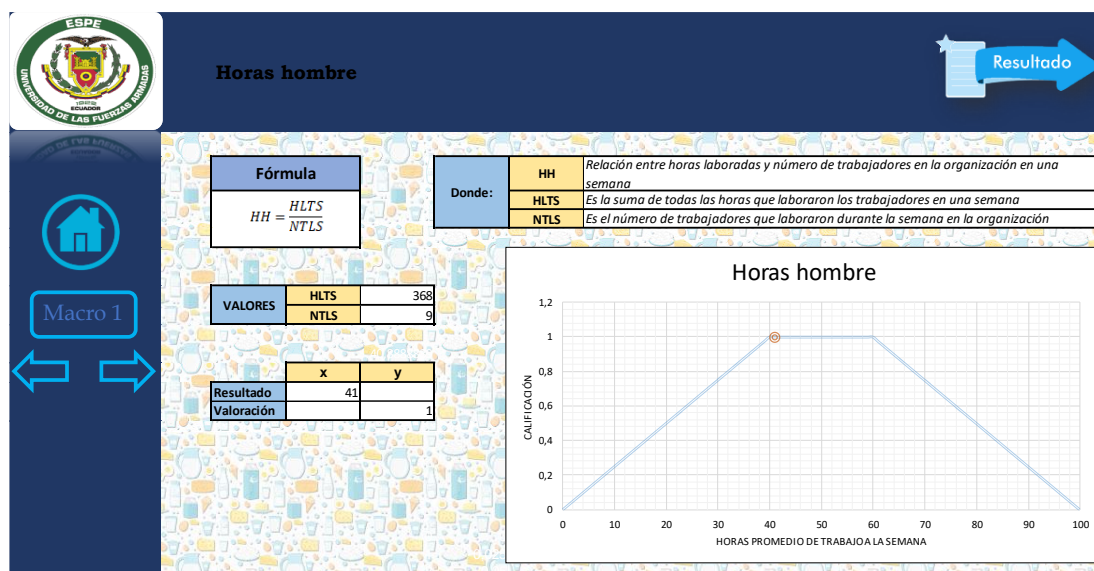 ESPE
UNIVERSIDAD DE LAS FUERZAS ARMADAS
ECUADOR
Horas hombre
Resultado
Macro 1
Fórmula
HH = HLTS / NTLS
Donde:
HH Relación entre horas laboradas y número de trabajadores en la organización en una
semana
HLTS Es la suma de todas las horas que laboraron los trabajadores en una semana
NTLS Es el número de trabajadores que laboraron durante la semana en la organización
VALORES
HLTS 368
NTLS 9
x y
Resultado 41
Valoración 1
Horas hombre
CALIFICACIÓN
1,2
1
0,8
0,6
0,4
0,2
0
0 10 20 30 40 50 60 70 80 90 100
HORAS PROMEDIO DE TRABAJO A LA SEMANA